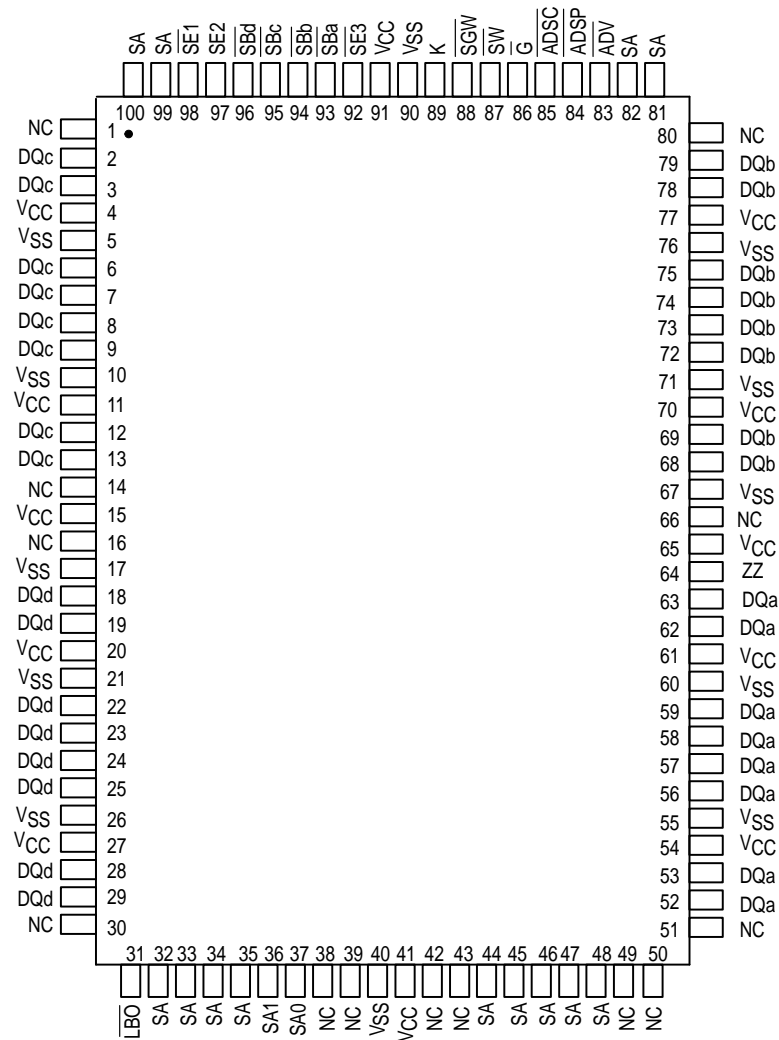 SA SA SE1 SE2 SBd SBc SBb SBa SE3 VCC VSS K SGW SW G ADSC ADSP ADV SA SA
100 99 98 97 96 95 94 93 92 91 90 89 88 87 86 85 84 83 82 81
NC 1 80 NC
DQc 2 79 DQb
DQc 3 78 DQb
VCC 4 77 VCC
VSS 5 76 VSS
DQc 6 75 DQb
DQc 7 74 DQb
DQc 8 73 DQb
DQc 9 72 DQb
VSS 10 71 VSS
VCC 11 70 VCC
DQc 12 69 DQb
DQc 13 68 DQb
NC 14 67 VSS
VCC 15 66 NC
NC 16 65 VCC
VSS 17 64 ZZ
DQd 18 63 DQa
DQd 19 62 DQa
VCC 20 61 VCC
VSS 21 60 VSS
DQd 22 59 DQa
DQd 23 58 DQa
DQd 24 57 DQa
DQd 25 56 DQa
VSS 26 55 VSS
VCC 27 54 VCC
DQd 28 53 DQa
DQd 29 52 DQa
NC 30 51 NC
31 32 33 34 35 36 37 38 39 40 41 42 43 44 45 46 47 48 49 50
LBO SA SA SA SA SA1 SA0 NC NC VSS VCC NC NC SA SA SA SA SA NC NC